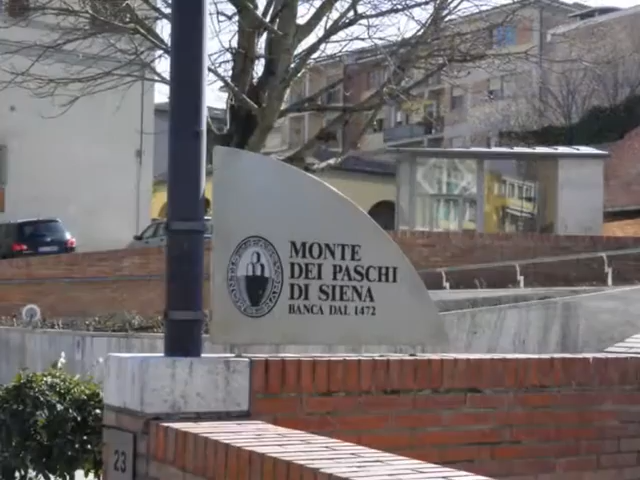 MONTE
DEI PASCHI
DI SIENA
BANCA DAL 1472
23